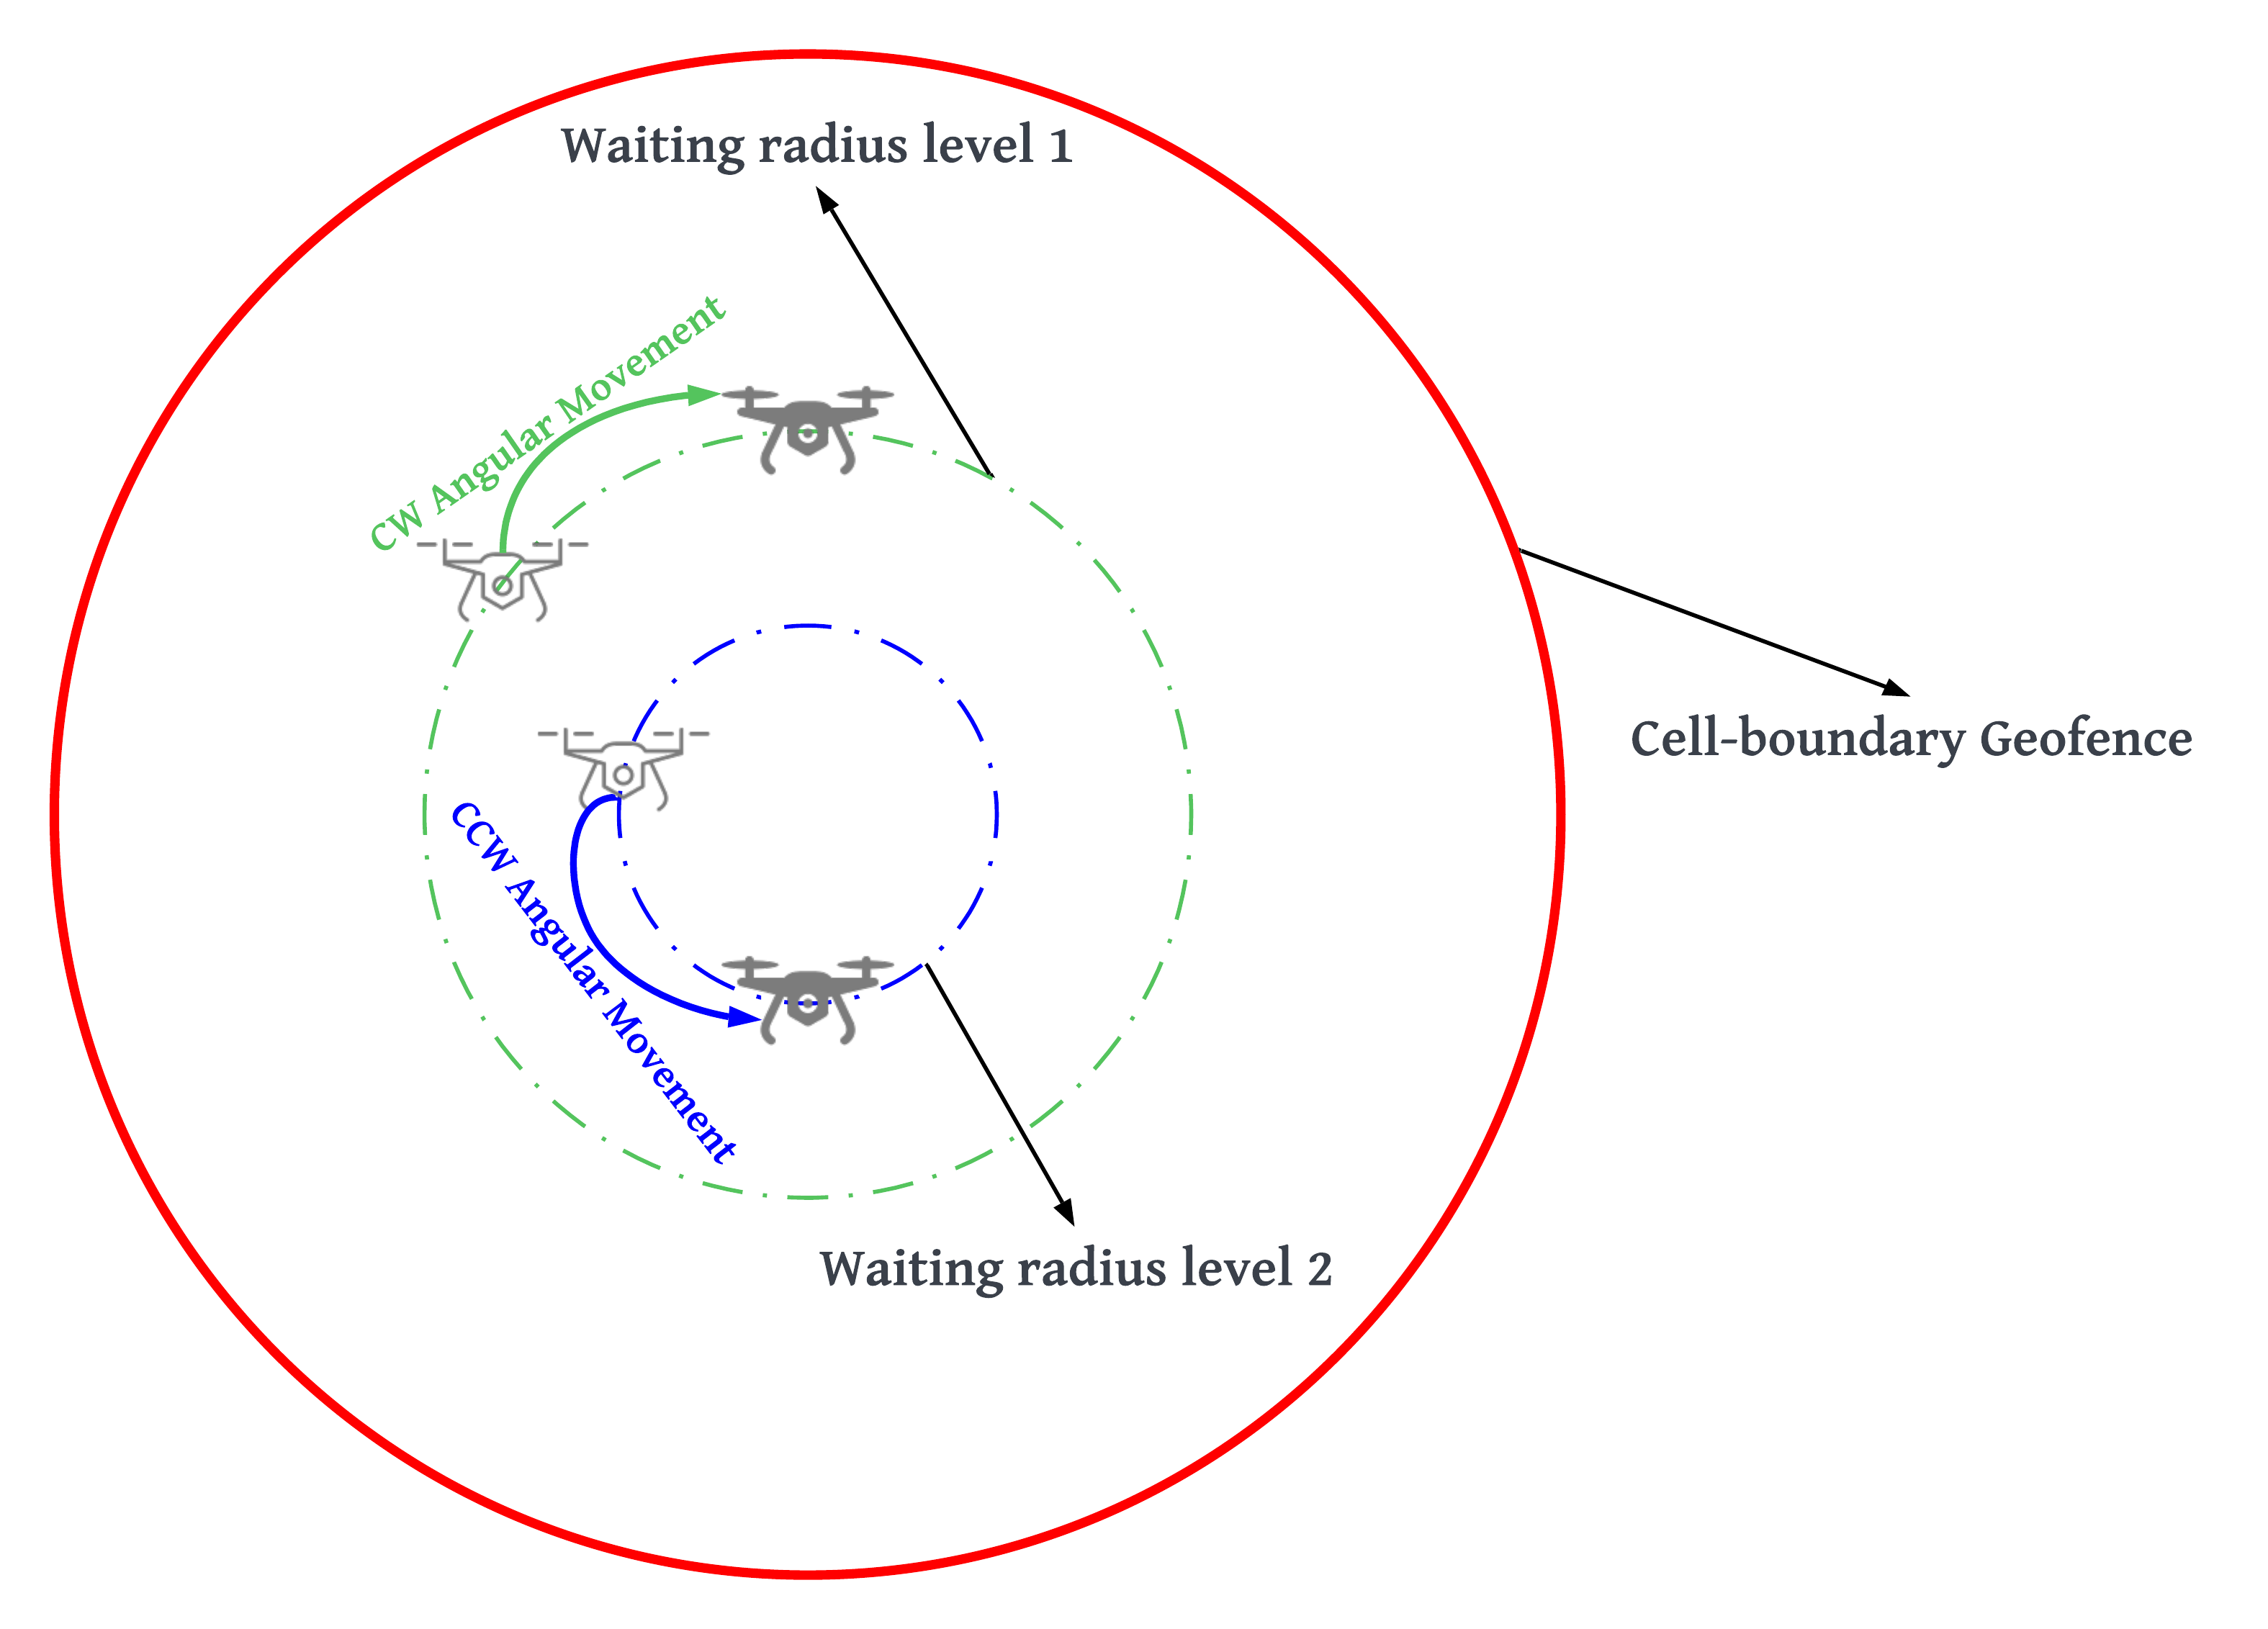 Waiting radius level 1
CW Angular Movement
Cell-boundary Geofence
CCW Angular Movement
Waiting radius level 2